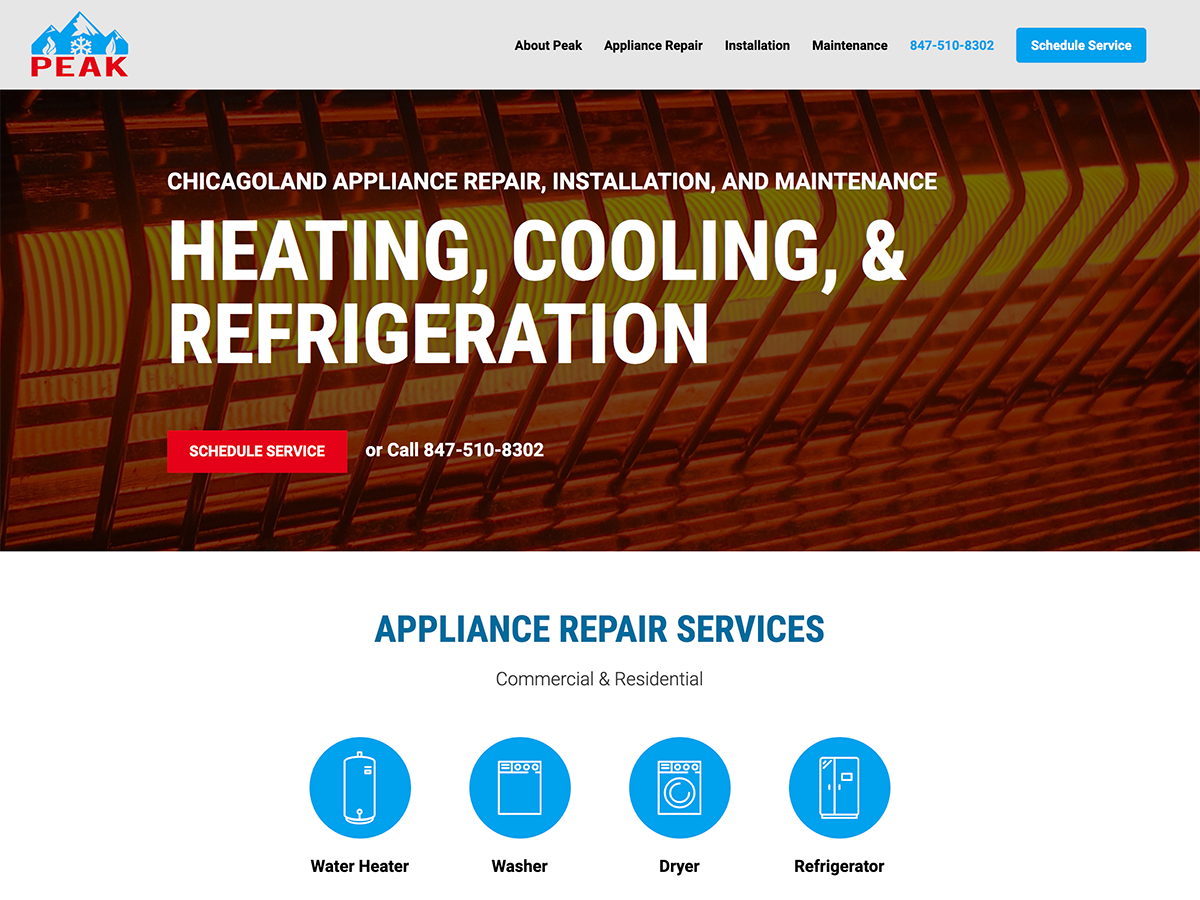 PEAK
About Peak
Appliance Repair
Installation
Maintenance
847-510-8302
Schedule Service
CHICAGOLAND APPLIANCE REPAIR, INSTALLATION, AND MAINTENANCE
HEATING, COOLING, &
REFRIGERATION
SCHEDULE SERVICE
or Call 847-510-8302
APPLIANCE REPAIR SERVICES
Commercial & Residential
Water Heater
Washer
Dryer
Refrigerator